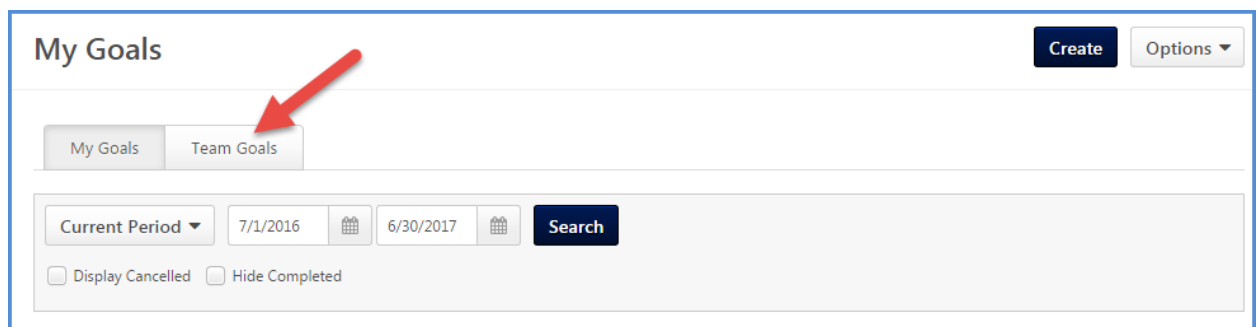 My Goals
Create Options
My Goals Team Goals
Current Period 7/1/2016 6/30/2017 Search
Display Cancelled Hide Completed